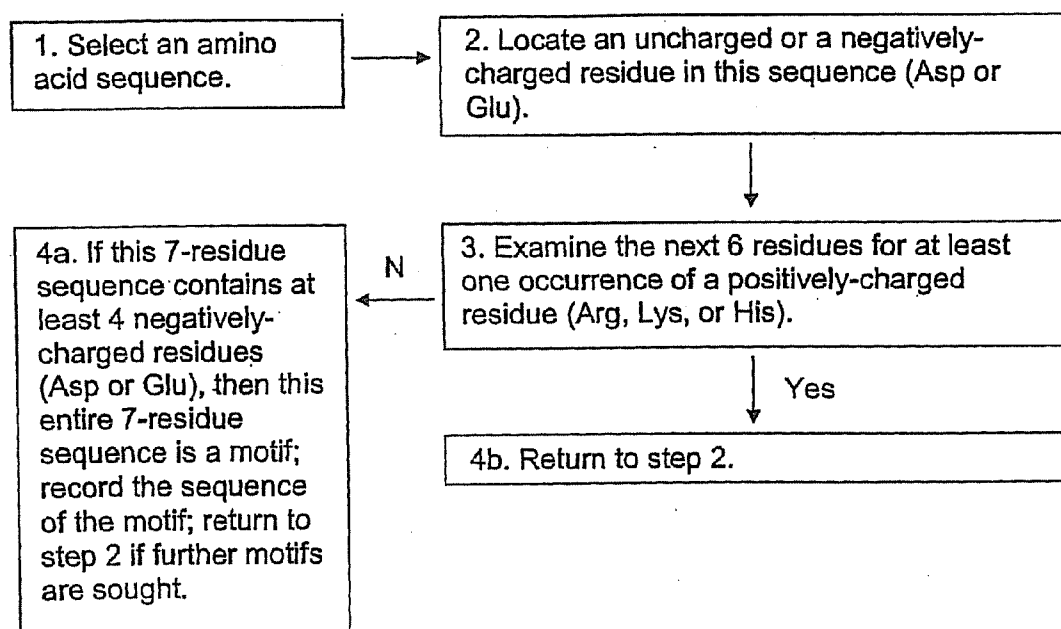 1. Select an amino
acid sequence.
2. Locate an uncharged or a negatively-
charged residue in this sequence (Asp or
Glu).
3. Examine the next 6 residues for at least
one occurrence of a positively-charged
residue (Arg, Lys, or His).
N
4a. If this 7-residue
sequence contains at
least 4 negatively-
charged residues
(Asp or Glu), then this
entire 7-residue
sequence is a motif;
record the sequence
of the motif; return to
step 2 if further motifs
are sought.
Yes
4b. Return to step 2.